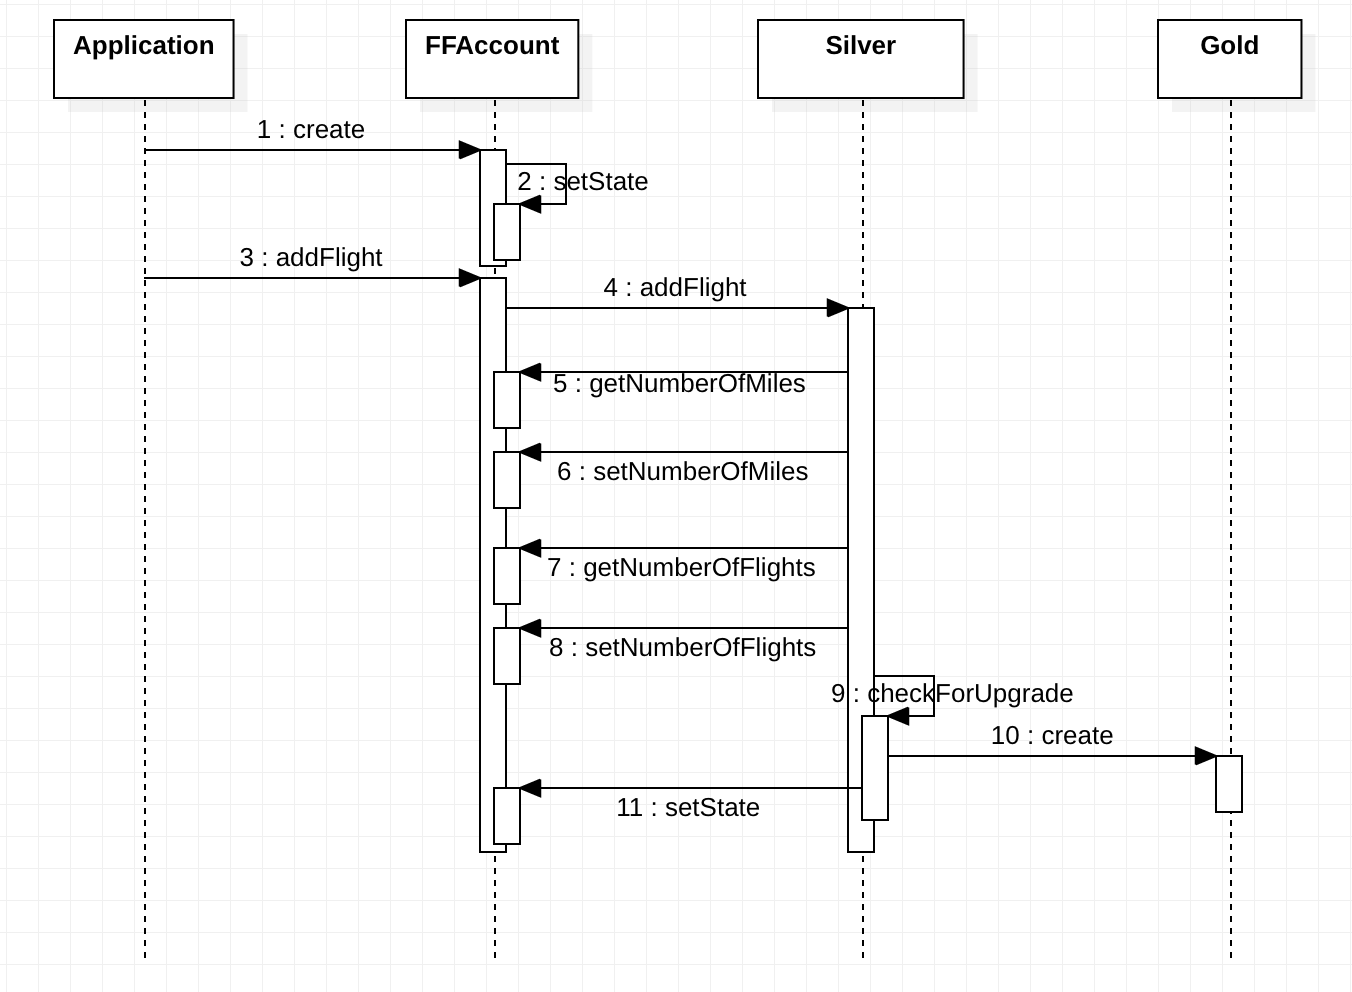 Application
FFAccount
Silver
Gold
1 : create
2 : setState
3 : addFlight
4 : addFlight
5 : getNumberOfMiles
6 : setNumberOfMiles
7 : getNumberOfFlights
8 : setNumberOfFlights
9 : checkForUpgrade
10 : create
11 : setState